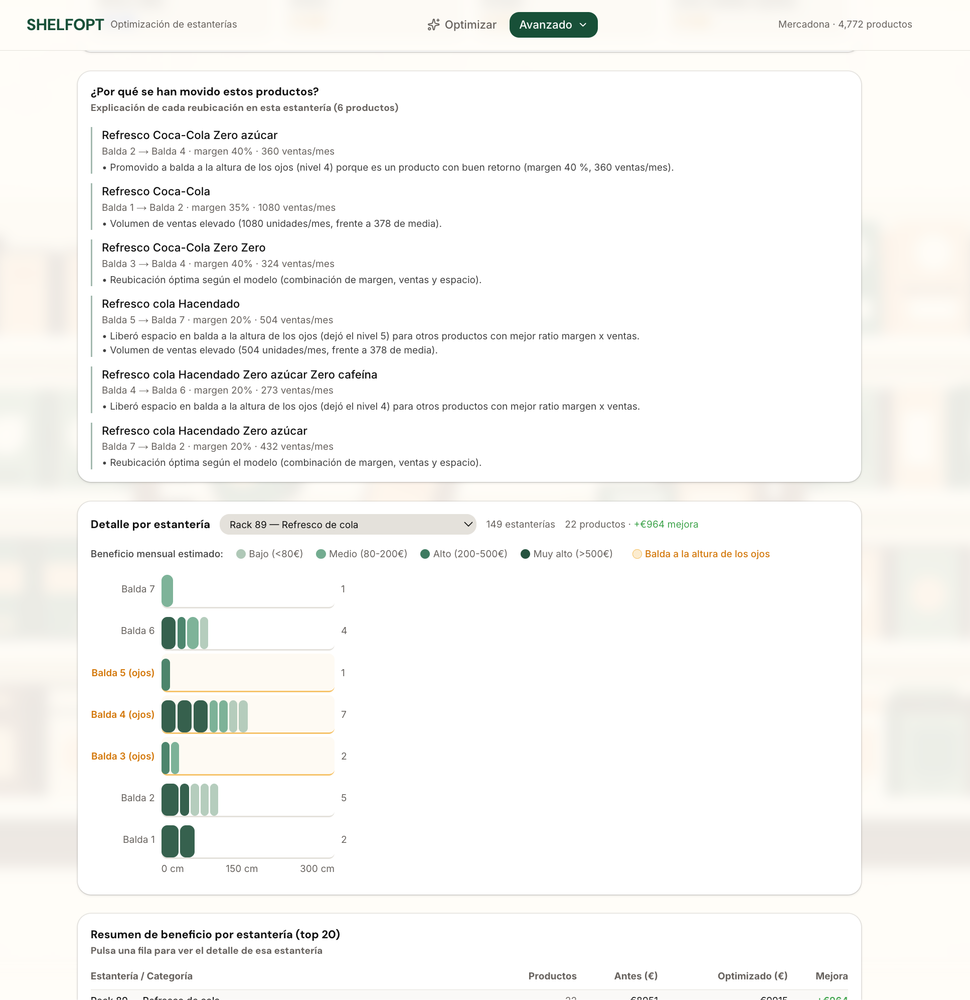 SHELFOPT Optimización de estanterías Optimizar Avanzado Mercadona · 4,772 productos
¿Por qué se han movido estos productos?
Explicación de cada reubicación en esta estantería (6 productos)
Refresco Coca-Cola Zero azúcar
Balda 2 → Balda 4 · margen 40% · 360 ventas/mes
• Promovido a balda a la altura de los ojos (nivel 4) porque es un producto con buen retorno (margen 40 %, 360 ventas/mes).
Refresco Coca-Cola
Balda 1 → Balda 2 · margen 35% · 1080 ventas/mes
• Volumen de ventas elevado (1080 unidades/mes, frente a 378 de media).
Refresco Coca-Cola Zero Zero
Balda 3 → Balda 4 · margen 40% · 324 ventas/mes
• Reubicación óptima según el modelo (combinación de margen, ventas y espacio).
Refresco cola Hacendado
Balda 5 → Balda 7 · margen 20% · 504 ventas/mes
• Liberó espacio en balda a la altura de los ojos (dejó el nivel 5) para otros productos con mejor ratio margen x ventas.
• Volumen de ventas elevado (504 unidades/mes, frente a 378 de media).
Refresco cola Hacendado Zero azúcar Zero cafeína
Balda 4 → Balda 6 · margen 20% · 273 ventas/mes
• Liberó espacio en balda a la altura de los ojos (dejó el nivel 4) para otros productos con mejor ratio margen x ventas.
Refresco cola Hacendado Zero azúcar
Balda 7 → Balda 2 · margen 20% · 432 ventas/mes
• Reubicación óptima según el modelo (combinación de margen, ventas y espacio).
Detalle por estantería Rack 89 — Refresco de cola 149 estanterías 22 productos · +€964 mejora
Beneficio mensual estimado: Bajo (<80€) Medio (80-200€) Alto (200-500€) Muy alto (>500€) Balda a la altura de los ojos
Balda 7 1
Balda 6 4
Balda 5 (ojos) 1
Balda 4 (ojos) 7
Balda 3 (ojos) 2
Balda 2 5
Balda 1 2
0 cm 150 cm 300 cm
Resumen de beneficio por estantería (top 20)
Pulsa una fila para ver el detalle de esa estantería
Estantería / Categoría Productos Antes (€) Optimizado (€) Mejora
Rack 89 — Refresco de cola 22 €8951 €9915 +€964